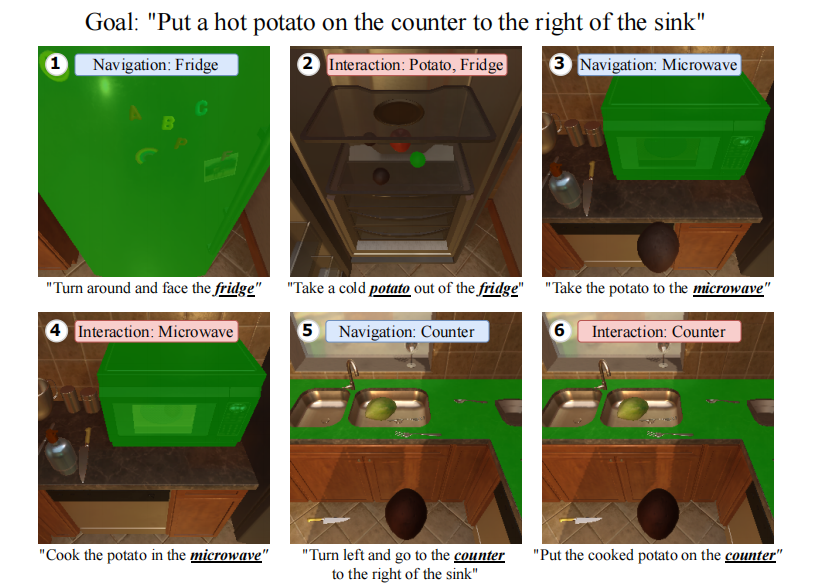 Goal: "Put a hot potato on the counter to the right of the sink"
1 Navigation: Fridge
2 Interaction: Potato, Fridge
3 Navigation: Microwave
A
B
C
P
"Turn around and face the fridge"
"Take a cold potato out of the fridge"
"Take the potato to the microwave"
4 Interaction: Microwave
5 Navigation: Counter
6 Interaction: Counter
"Cook the potato in the microwave"
"Turn left and go to the counter
to the right of the sink"
"Put the cooked potato on the counter"